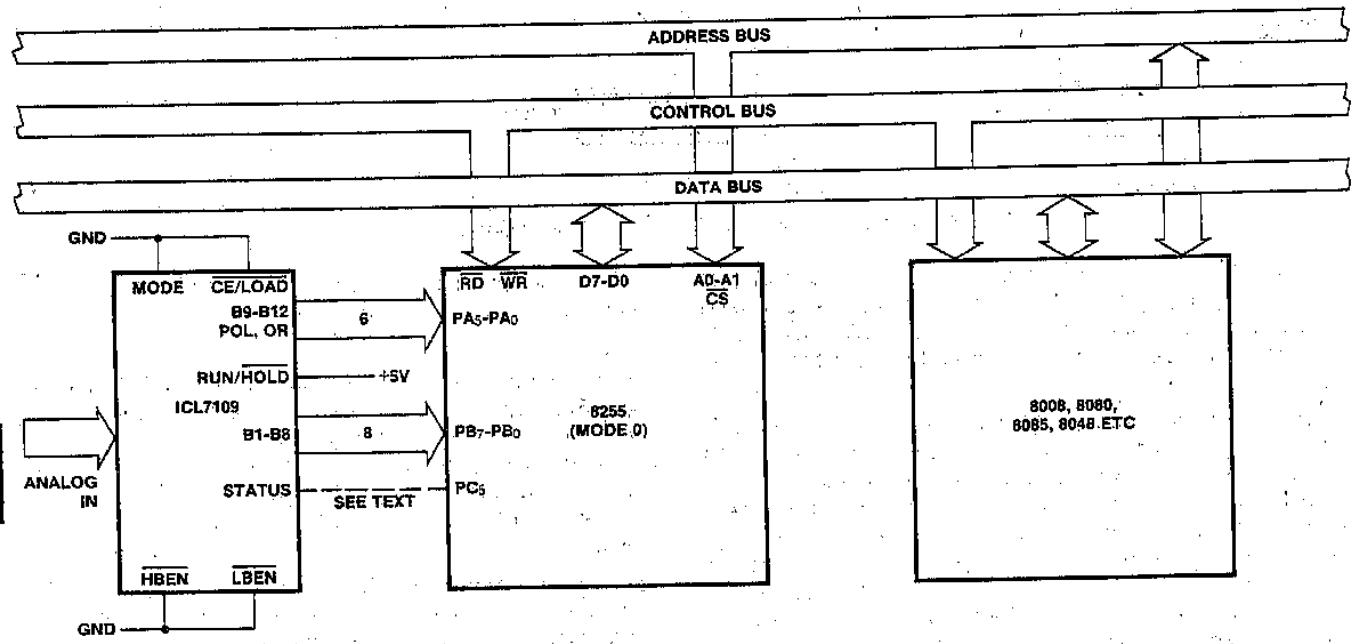 ADDRESS BUS
CONTROL BUS
DATA BUS
GND
MODE CE/LOAD
B9-B12
POL, OR
6
RUN/HOLD
+5V
ICL7109
B1-B8
8
STATUS
SEE TEXT
ANALOG
IN
HBEN LBEN
GND
RD WR D7-D0 A0-A1
CS
PA5-PA0
PB7-PB0
PC5
8255
(MODE 0)
8008, 8080,
8085, 8048 ETC